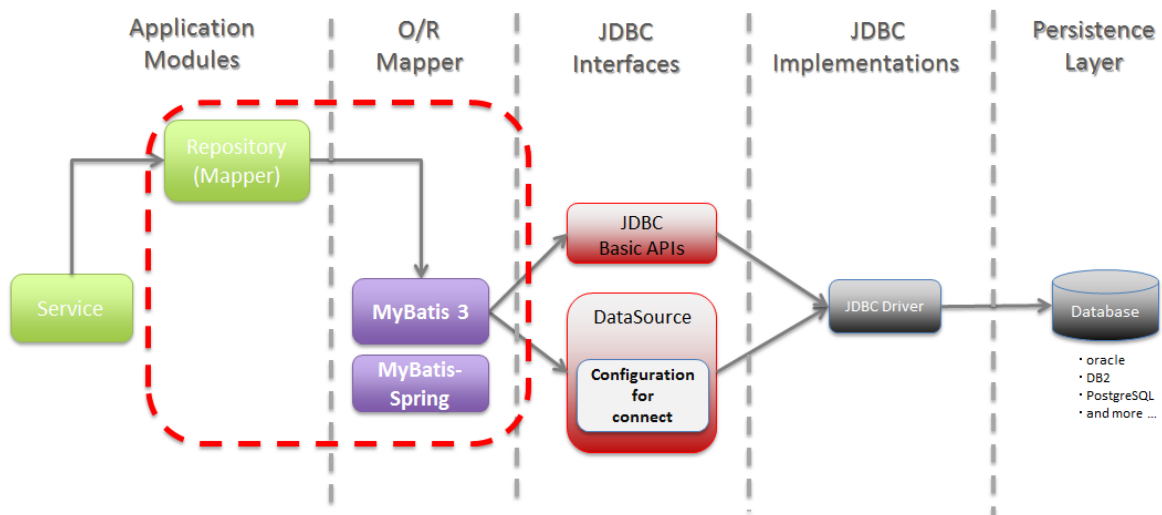 Application
Modules
O/R
Mapper
JDBC
Interfaces
JDBC
Implementations
Persistence
Layer
Repository
(Mapper)
Service
MyBatis 3
MyBatis-
Spring
JDBC
Basic APIs
DataSource
Configuration
for
connect
JDBC Driver
Database
・oracle
・DB2
・PostgreSQL
・and more ...